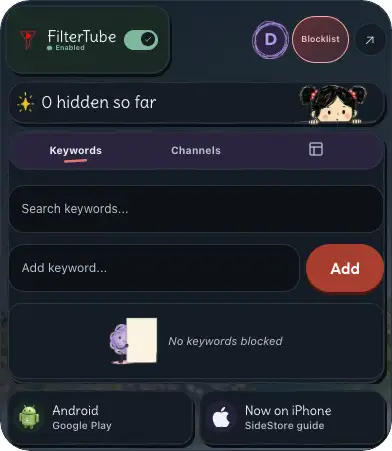 FilterTube
Enabled
D
Blocklist
0 hidden so far
Keywords
Channels
Search keywords...
Add keyword...
Add
No keywords blocked
Android
Google Play
Now on iPhone
SideStore guide